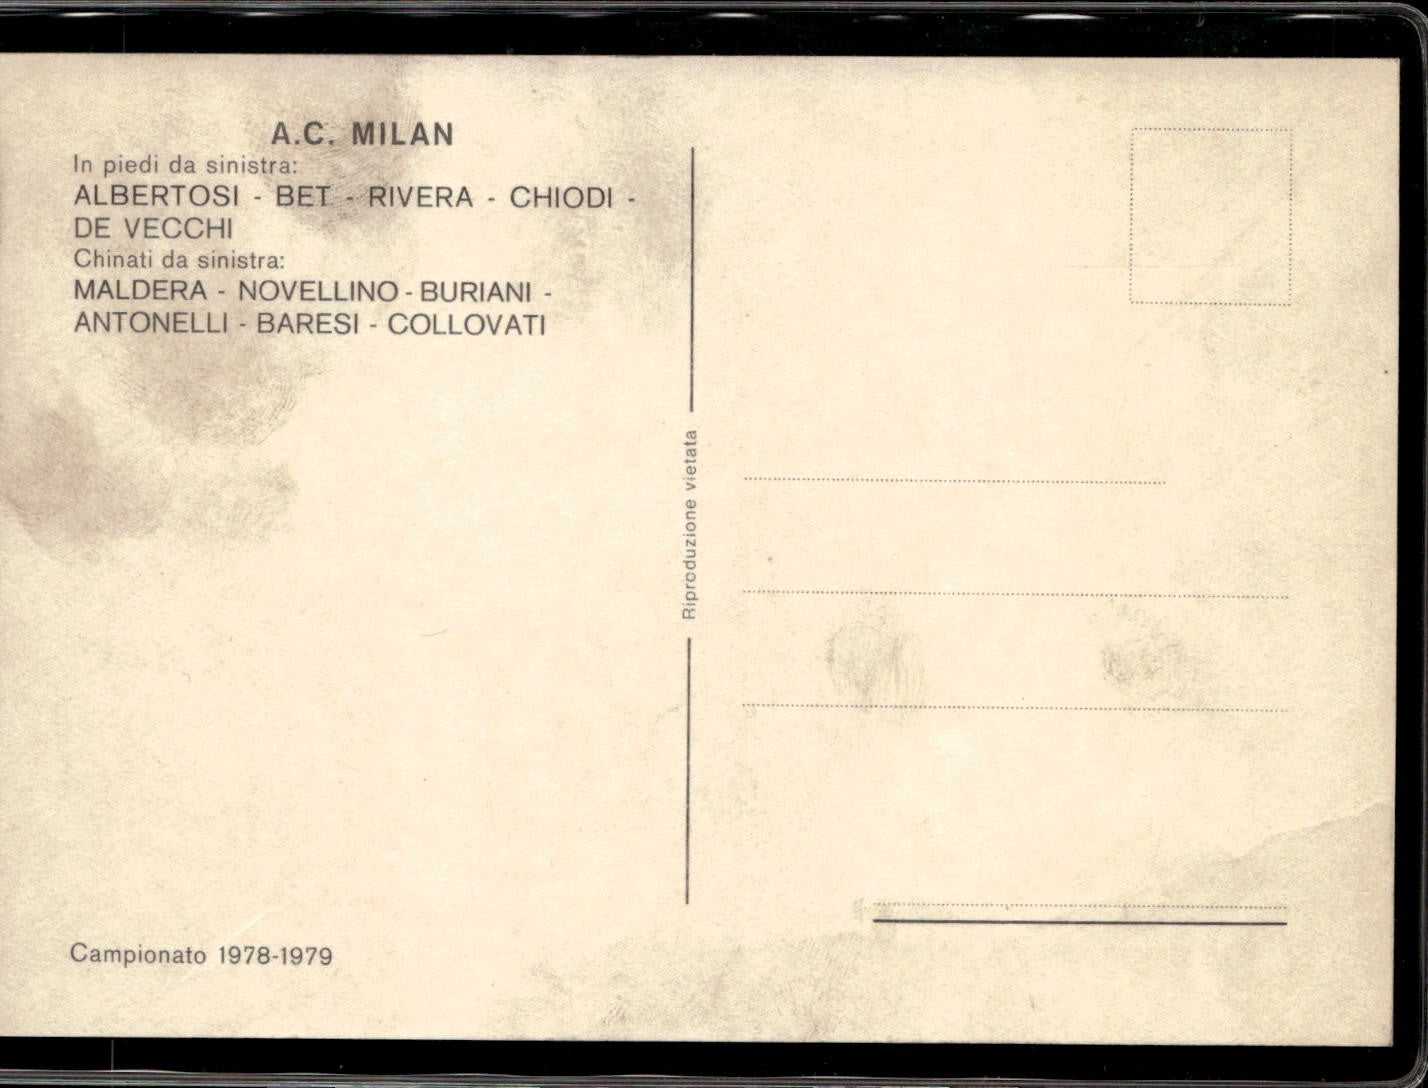 A.C. MILAN
In piedi da sinistra:
ALBERTOSI - BET - RIVERA - CHIODI -
DE VECCHI
Chinati da sinistra:
MALDERA - NOVELLINO - BURIANI -
ANTONELLI - BARESI - COLLOVATI
Riproduzione vietata
Campionato 1978-1979